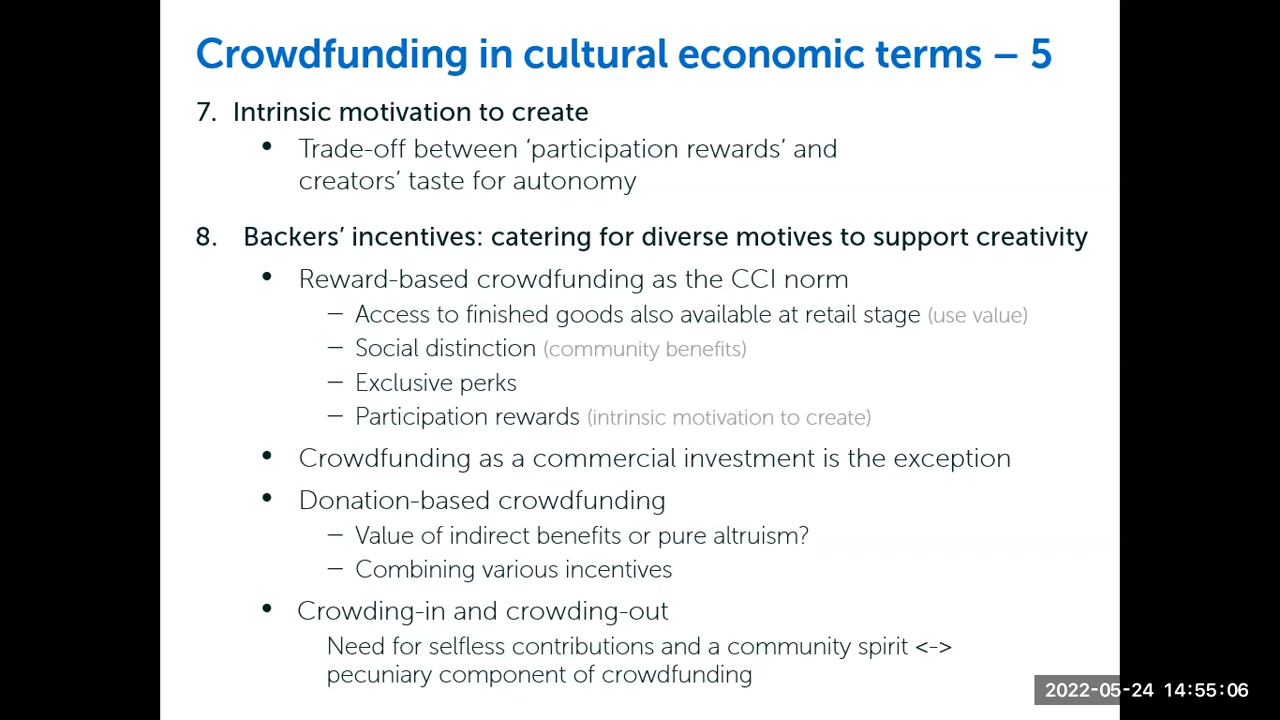 Crowdfunding in cultural economic terms – 5
7. Intrinsic motivation to create
• Trade-off between ‘participation rewards’ and
creators’ taste for autonomy
8. Backers’ incentives: catering for diverse motives to support creativity
• Reward-based crowdfunding as the CCI norm
– Access to finished goods also available at retail stage (use value)
– Social distinction (community benefits)
– Exclusive perks
– Participation rewards (intrinsic motivation to create)
• Crowdfunding as a commercial investment is the exception
• Donation-based crowdfunding
– Value of indirect benefits or pure altruism?
– Combining various incentives
• Crowding-in and crowding-out
Need for selfless contributions and a community spirit <->
pecuniary component of crowdfunding
2022-05-24 14:55:06